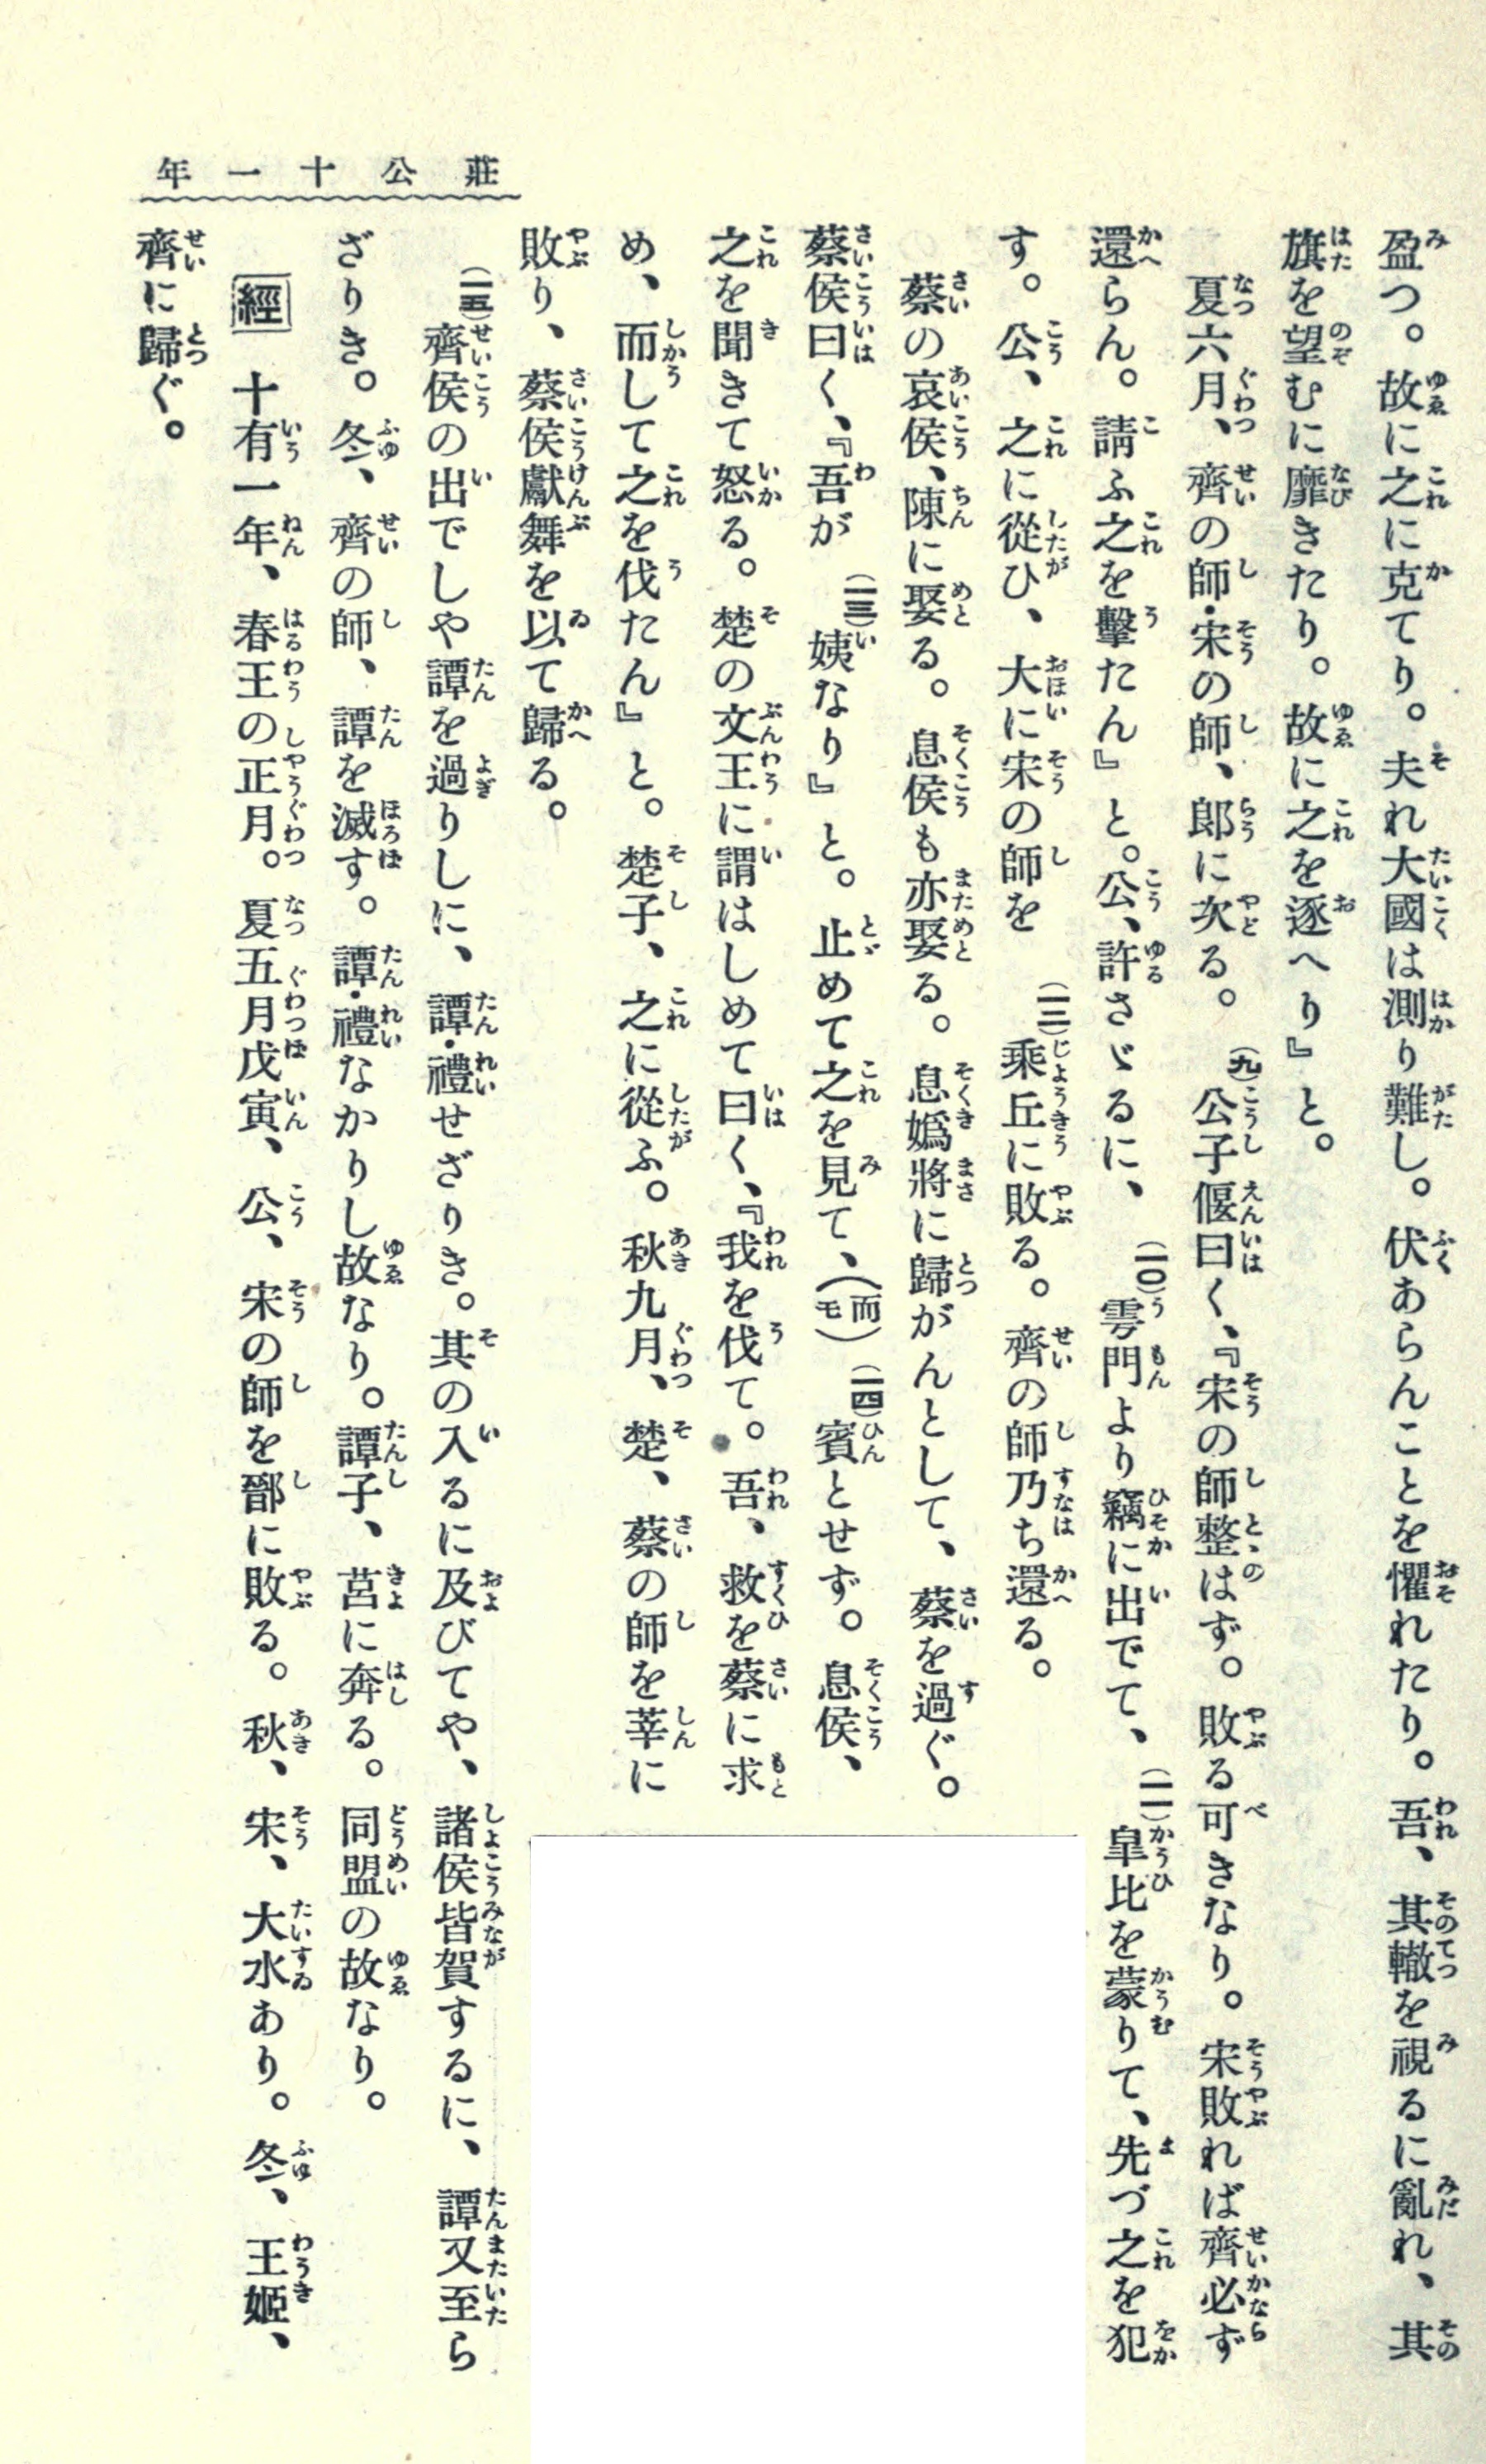 莊公十一年
盈つ。故に之に克てり。夫れ大國は測り難し。伏あらんことを懼れたり。吾、其轍を視るに亂れ、其
旗を望むに靡きたり。故に之を逐へり』と。
夏六月、齊の師・宋の師、郎に次る。(九)公子偃曰く、『宋の師整はず。敗る可きなり。宋敗れば齊必ず
還らん。請ふ之を擊たん』と。公、許さゞるに、(一〇)雩門より竊に出でて、(一一)皐比を蒙りて、先づ之を犯
す。公、之に從ひ、大に宋の師を(一二)乘丘に敗る。齊の師乃ち還る。
蔡の哀侯、陳に娶る。息侯も亦娶る。息嬀將に歸がんとして、蔡を過ぐ。
蔡侯曰く、『吾が(一三)姨なり』と。止めて之を見て、(而モ)(一四)賓とせず。息侯、
之を聞きて怒る。楚の文王に謂はしめて曰く、『我を伐て。吾、救を蔡に求
め、而して之を伐たん』と。楚子、之に從ふ。秋九月、楚、蔡の師を莘に
敗り、蔡侯獻舞を以て歸る。
(一五)齊侯の出でしや譚を過りしに、譚・禮せざりき。其の入るに及びてや、諸侯皆賀するに、譚又至ら
ざりき。冬、齊の師、譚を滅す。譚・禮なかりし故なり。譚子、莒に奔る。同盟の故なり。
經 十有一年、春王の正月。夏五月戊寅、公、宋の師を鄑に敗る。秋、宋、大水あり。冬、王姬、
齊に歸ぐ。